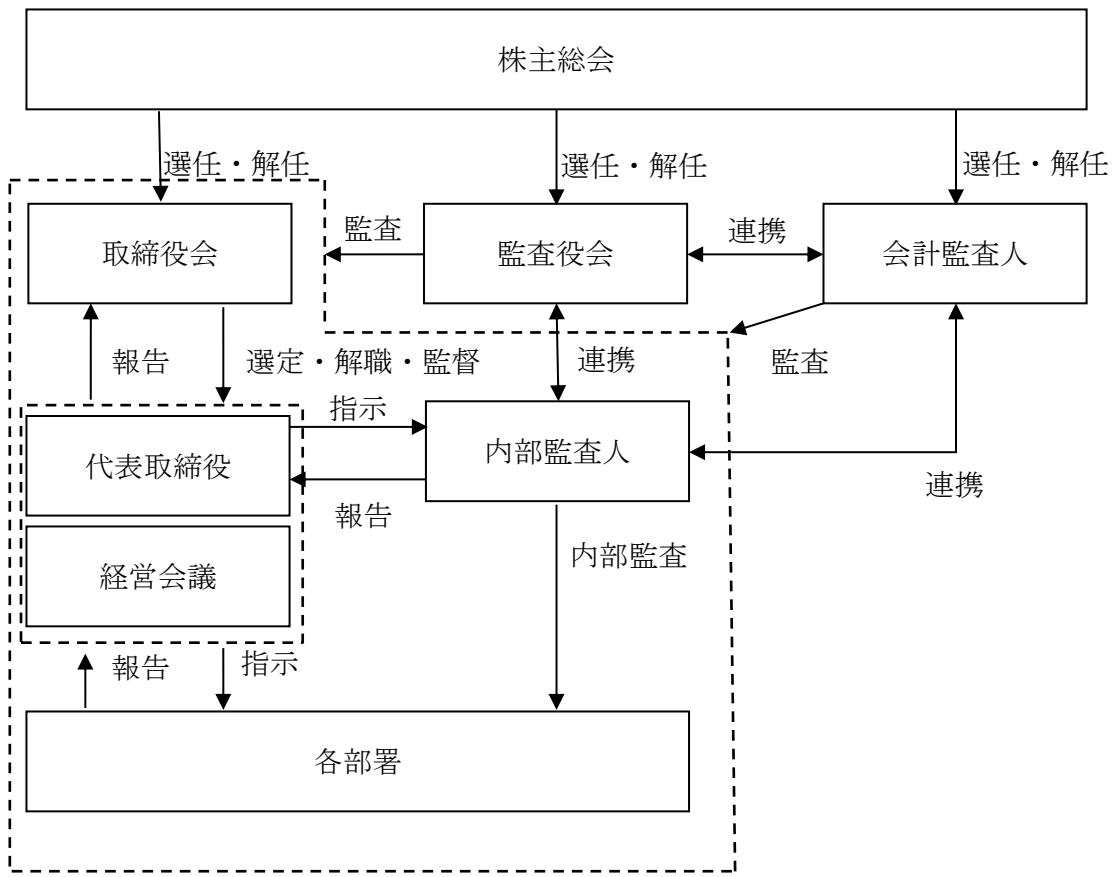 株主総会
選任・解任
選任・解任
選任・解任
取締役会
監査
監査役会
連携
会計監査人
報告
選定・解職・監督
連携
監査
指示
代表取締役
内部監査人
連携
報告
内部監査
経営会議
報告
指示
各部署